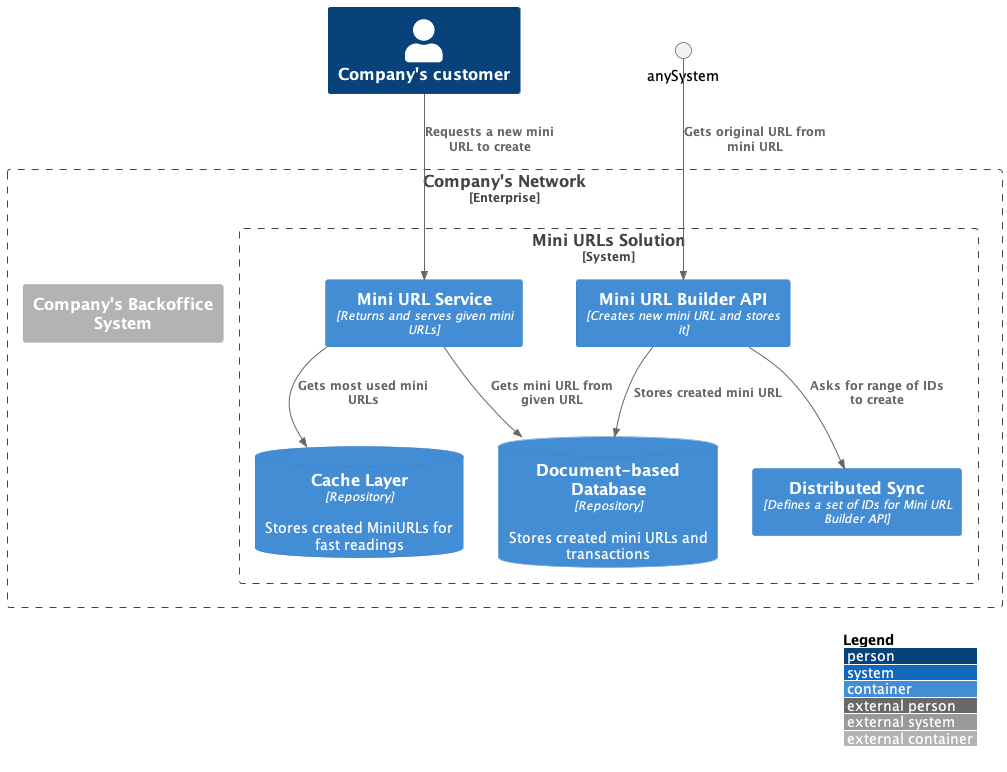 Company's customer
anySystem
Requests a new mini
URL to create
Gets original URL from
mini URL
Company's Network
[Enterprise]
Mini URLs Solution
[System]
Company's Backoffice
System
Mini URL Service
[Returns and serves given mini
URLs]
Mini URL Builder API
[Creates new mini URL and stores
it]
Gets most used mini
URLs
Gets mini URL from
given URL
Stores created mini URL
Asks for range of IDs
to create
Cache Layer
[Repository]
Stores created MiniURLs for
fast readings
Document-based
Database
[Repository]
Stores created mini URLs and
transactions
Distributed Sync
[Defines a set of IDs for Mini URL
Builder API]
Legend
person
system
container
external person
external system
external container